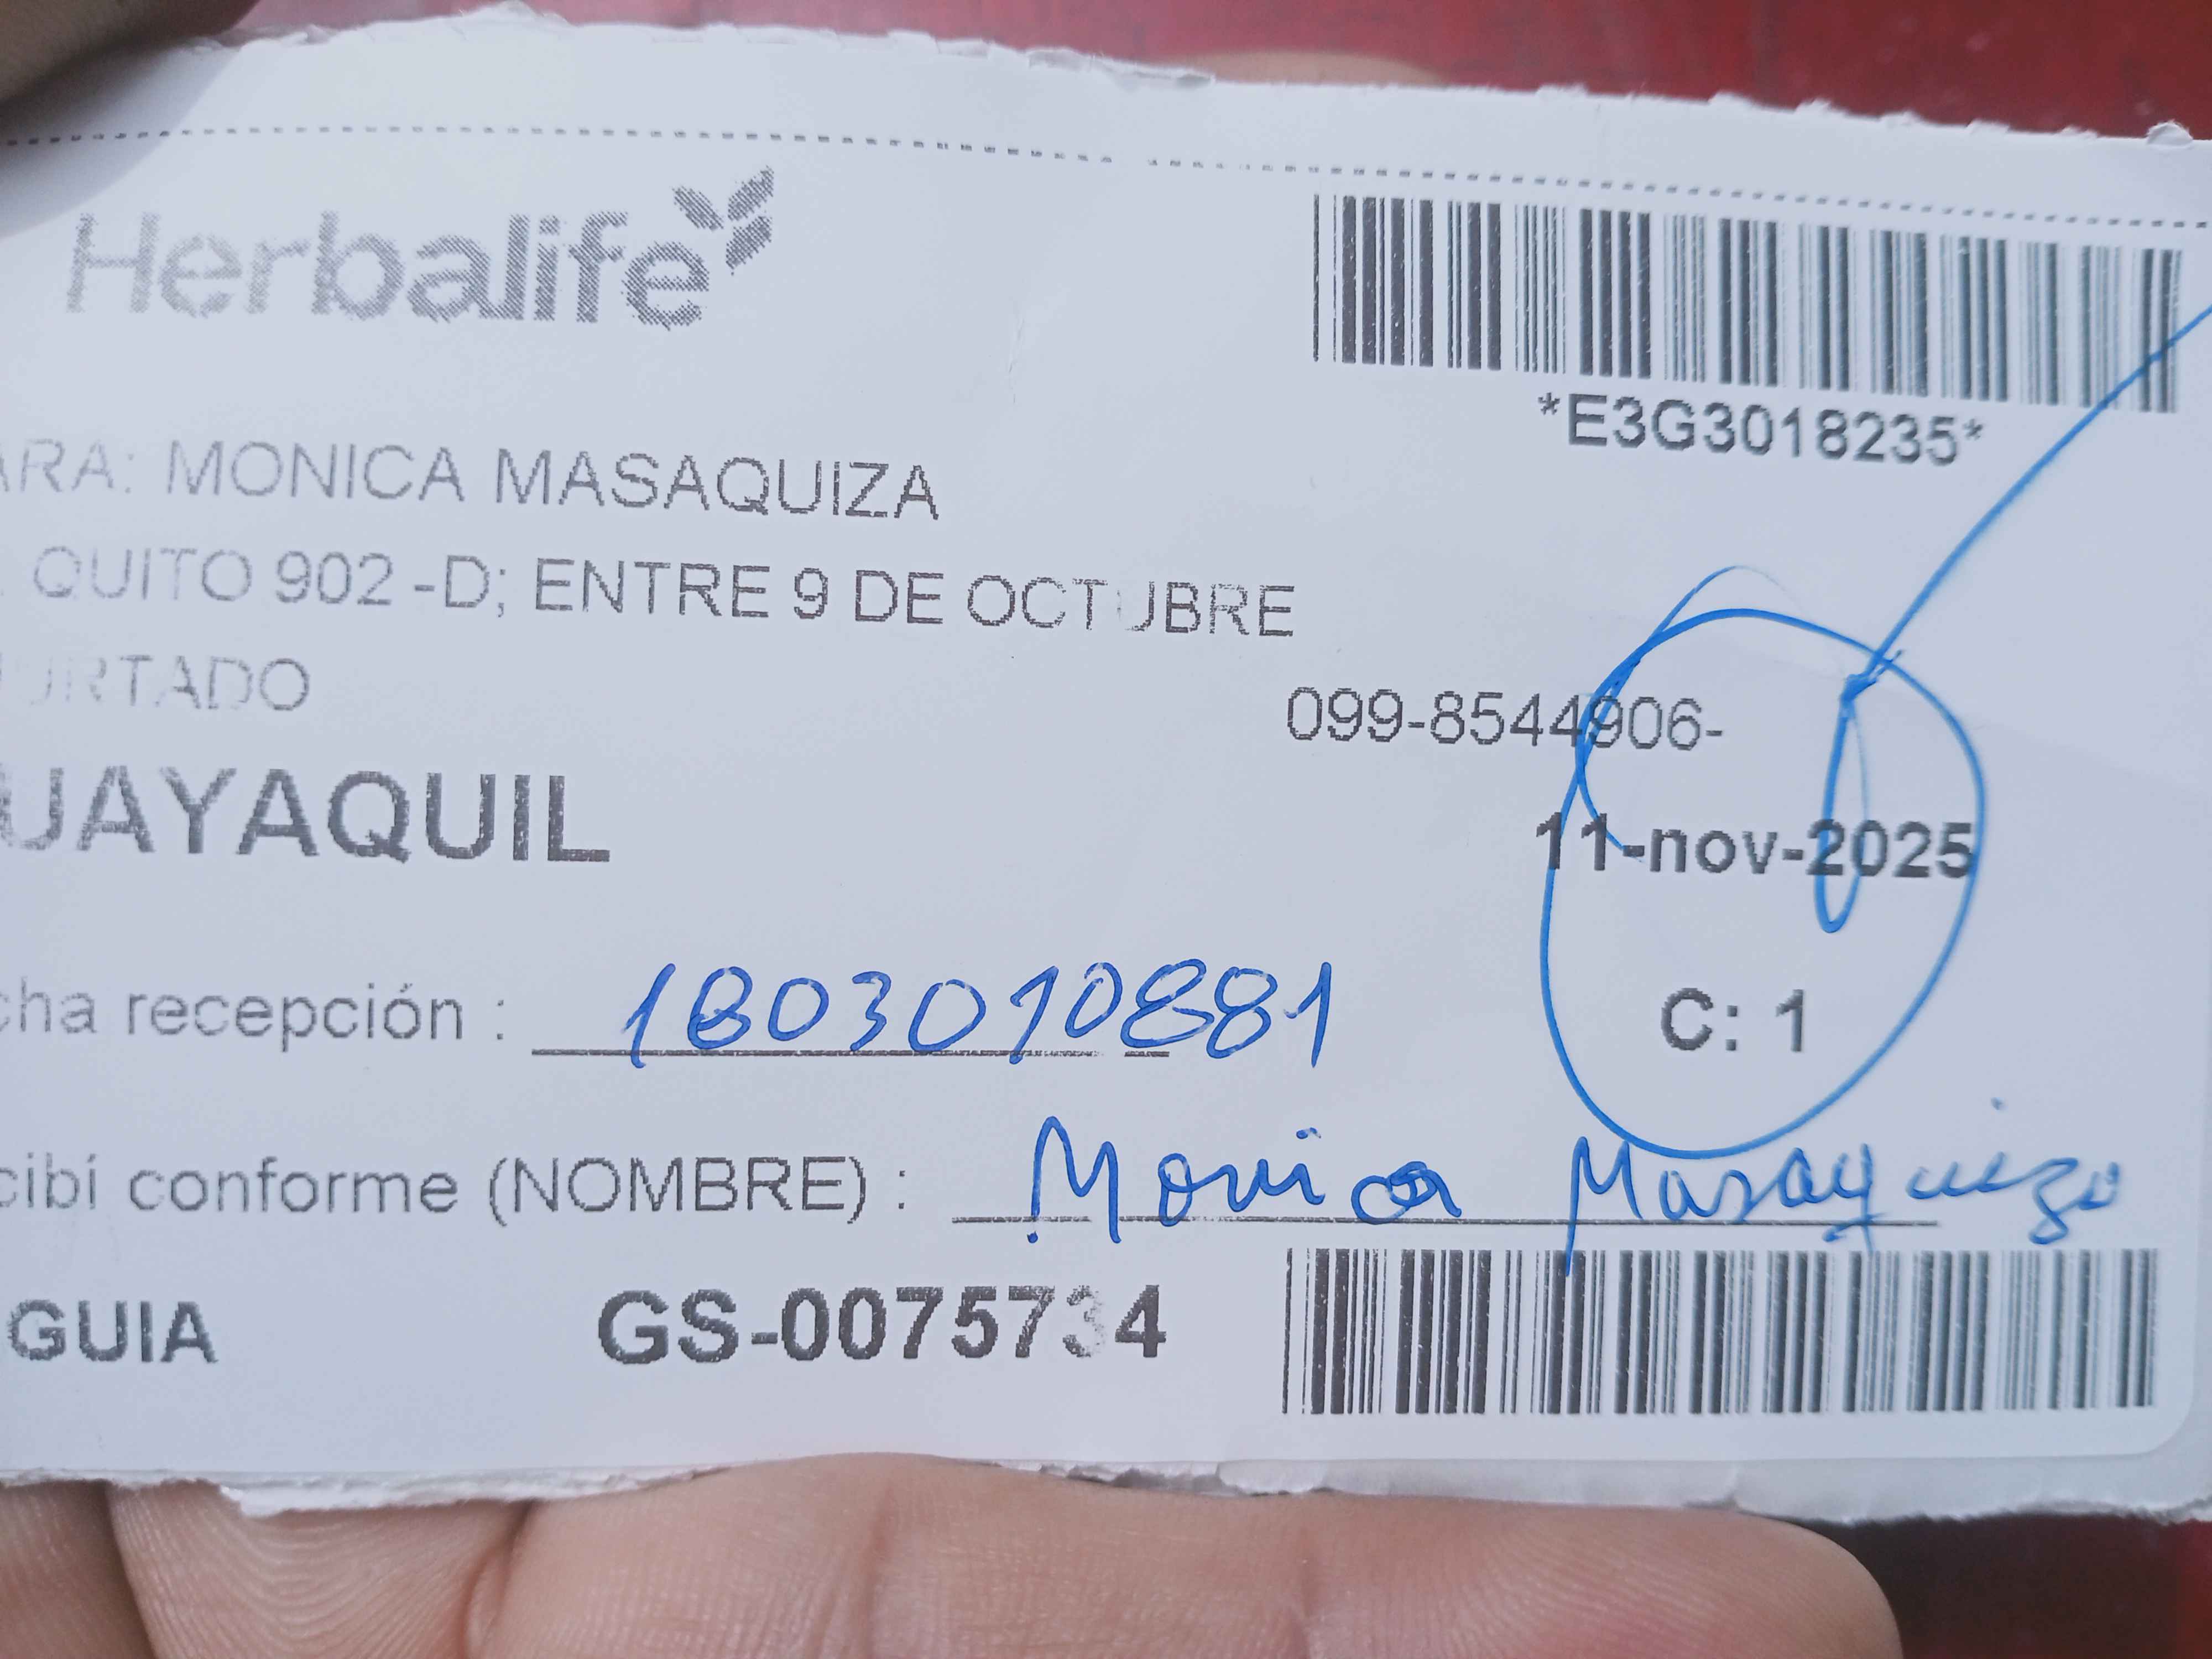 Herbalife
*E3G3018235*
ARA: MONICA MASAQUIZA
QUITO 902 -D; ENTRE 9 DE OCTUBRE
URTADO
099-8544906-
UAYAQUIL
11-nov-2025
cha recepción : 1803010881
C: 1
cibí conforme (NOMBRE) : Monica Masaquiza
GUIA GS-0075734